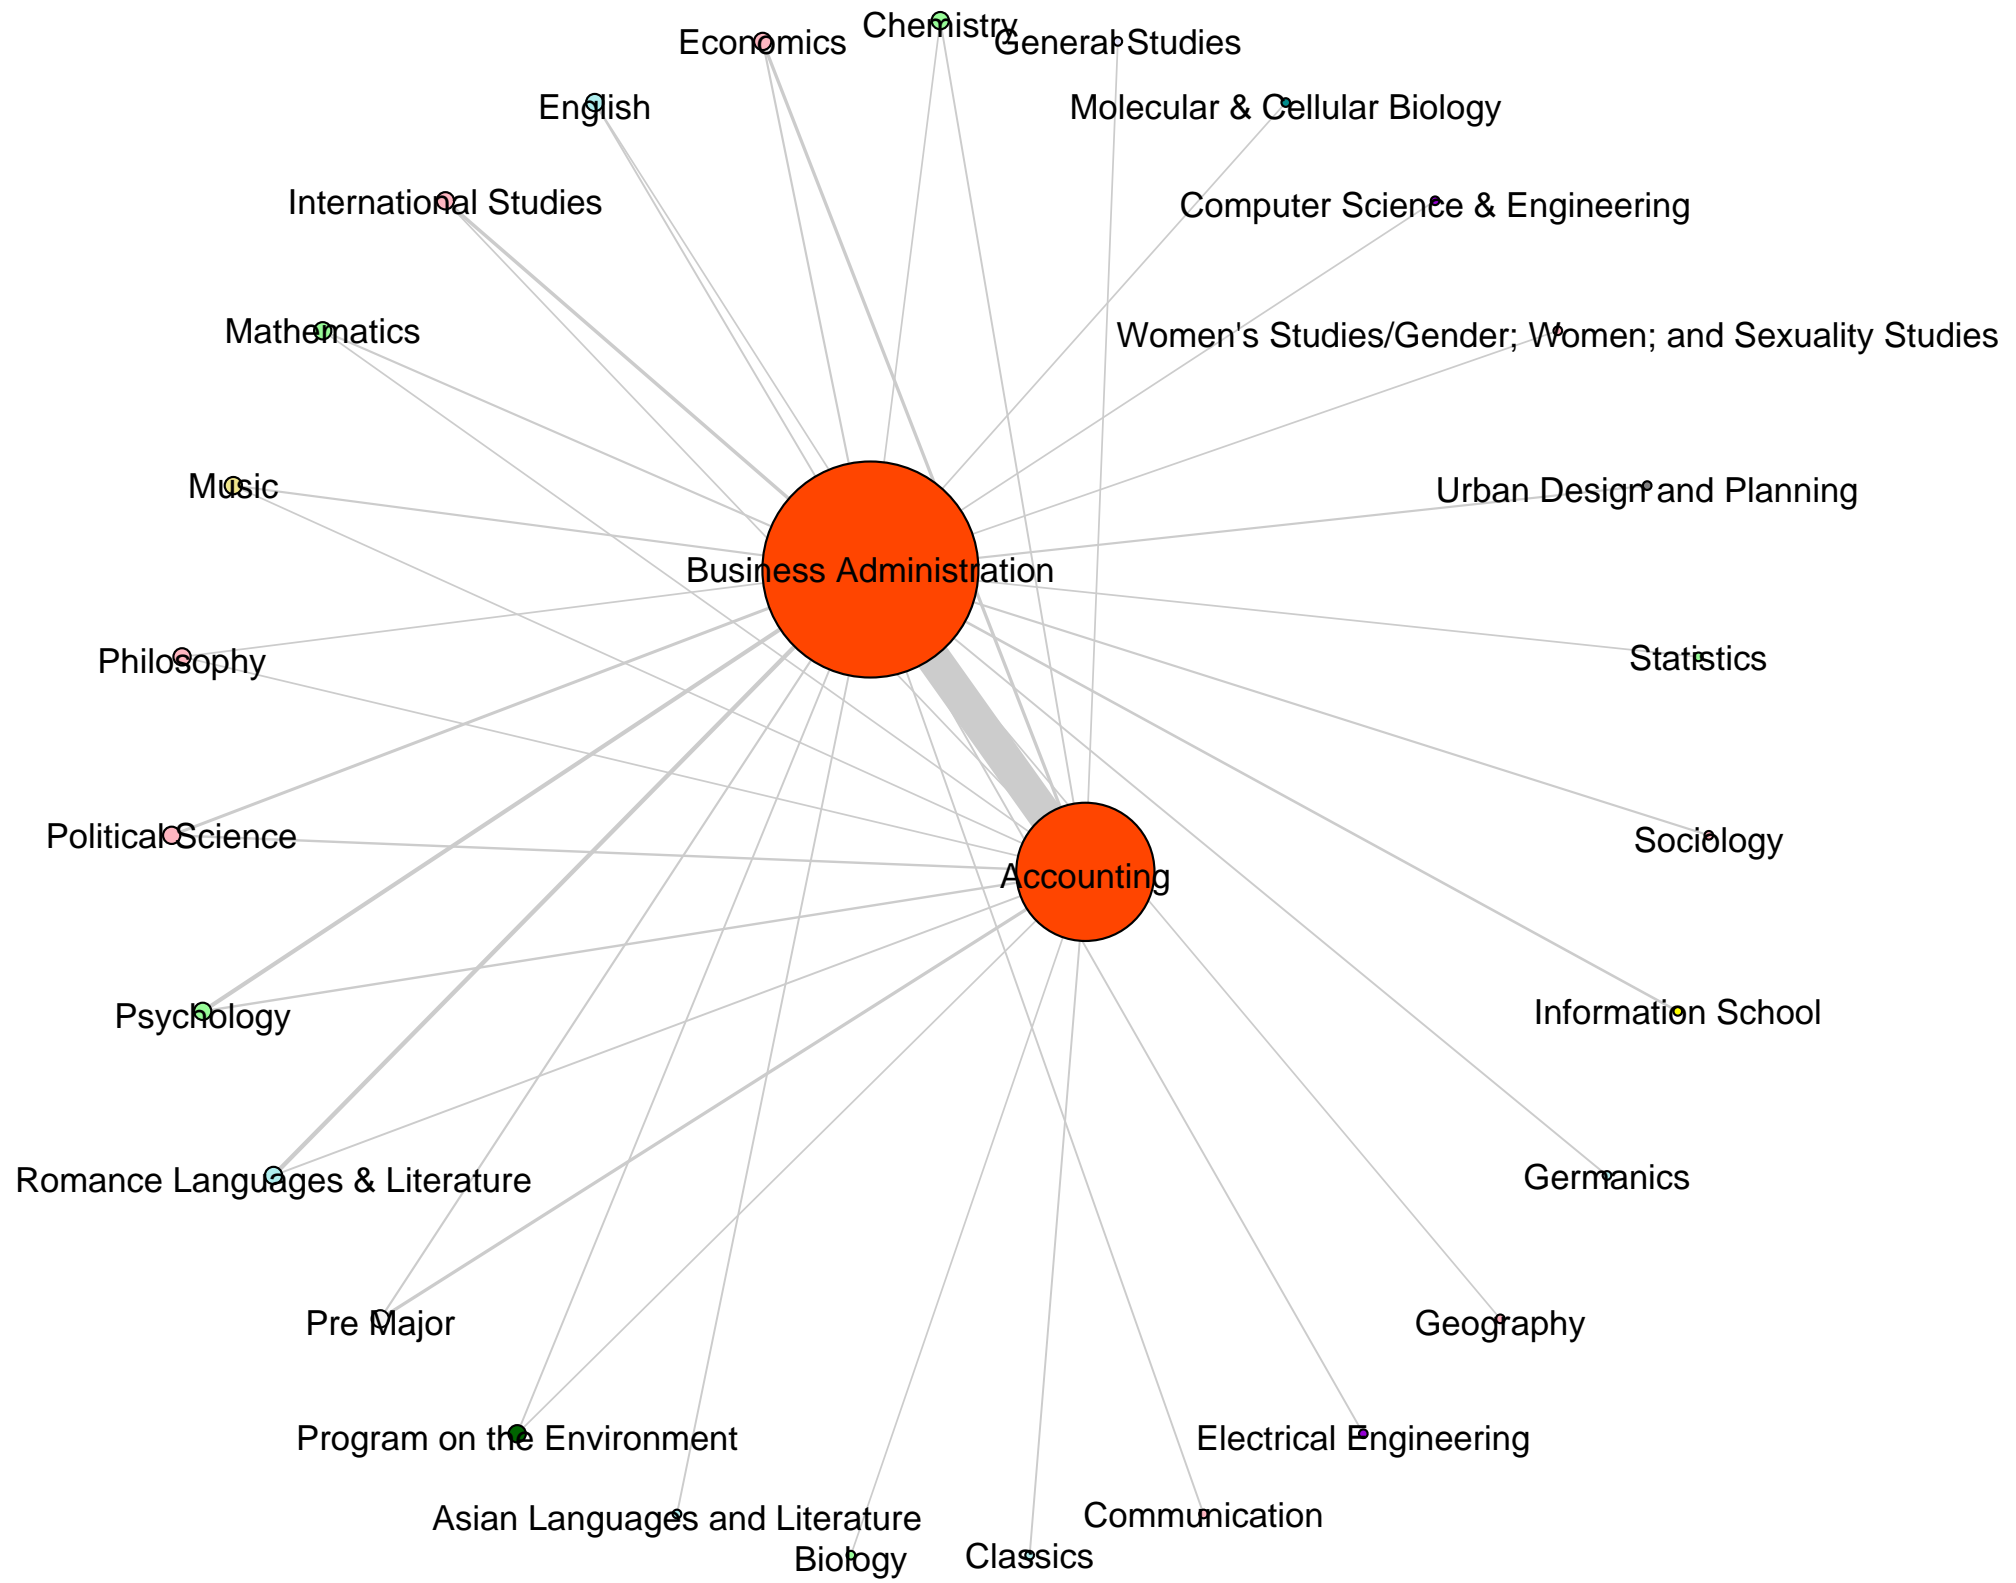 Chemistry
Economics
General Studies
English
Molecular & Cellular Biology
International Studies
Computer Science & Engineering
Mathematics
Women's Studies/Gender; Women; and Sexuality Studies
Music
Urban Design and Planning
Business Administration
Philosophy
Statistics
Political Science
Sociology
Accounting
Psychology
Information School
Romance Languages & Literature
Germanics
Pre Major
Geography
Program on the Environment
Electrical Engineering
Asian Languages and Literature
Communication
Biology
Classics